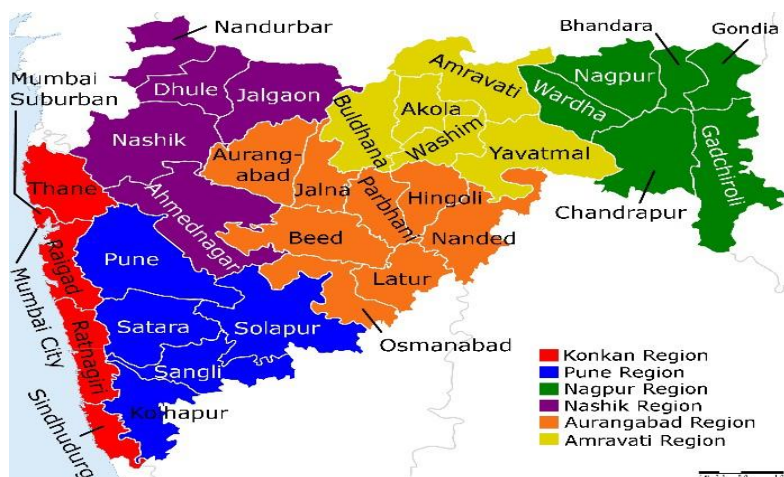 Nandurbar
Bhandara
Gondia
Mumbai
Suburban
Dhule
Jalgaon
Amravati
Nagpur
Wardha
Buldhana
Akola
Washim
Nashik
Aurang-
abad
Yavatmal
Gadchiroli
Thane
Ahmednagar
Jalna
Parbhani
Hingoli
Chandrapur
Beed
Nanded
Pune
Raigad
Mumbai City
Latur
Satara
Solapur
Osmanabad
Ratnagiri
Sangli
Kolhapur
Sindhudurg
Konkan Region
Pune Region
Nagpur Region
Nashik Region
Aurangabad Region
Amravati Region